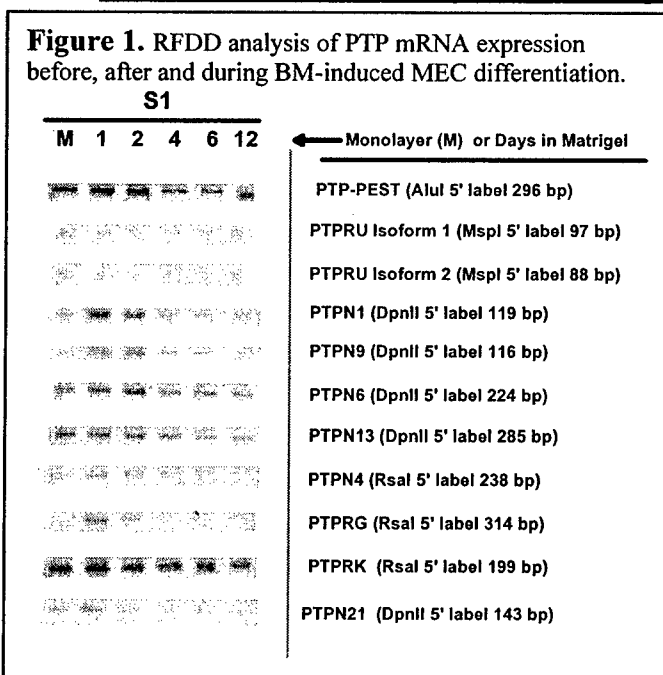 Figure 1. RFDD analysis of PTP mRNA expression
before, after and during BM-induced MEC differentiation.
S1
M 1 2 4 6 12
Monolayer (M) or Days in Matrigel
PTP-PEST (AluI 5' label 296 bp)
PTPRU Isoform 1 (MspI 5' label 97 bp)
PTPRU Isoform 2 (MspI 5' label 88 bp)
PTPN1 (DpnII 5' label 119 bp)
PTPN9 (DpnII 5' label 116 bp)
PTPN6 (DpnII 5' label 224 bp)
PTPN13 (DpnII 5' label 285 bp)
PTPN4 (RsaI 5' label 238 bp)
PTPRG (RsaI 5' label 314 bp)
PTPRK (RsaI 5' label 199 bp)
PTPN21 (DpnII 5' label 143 bp)